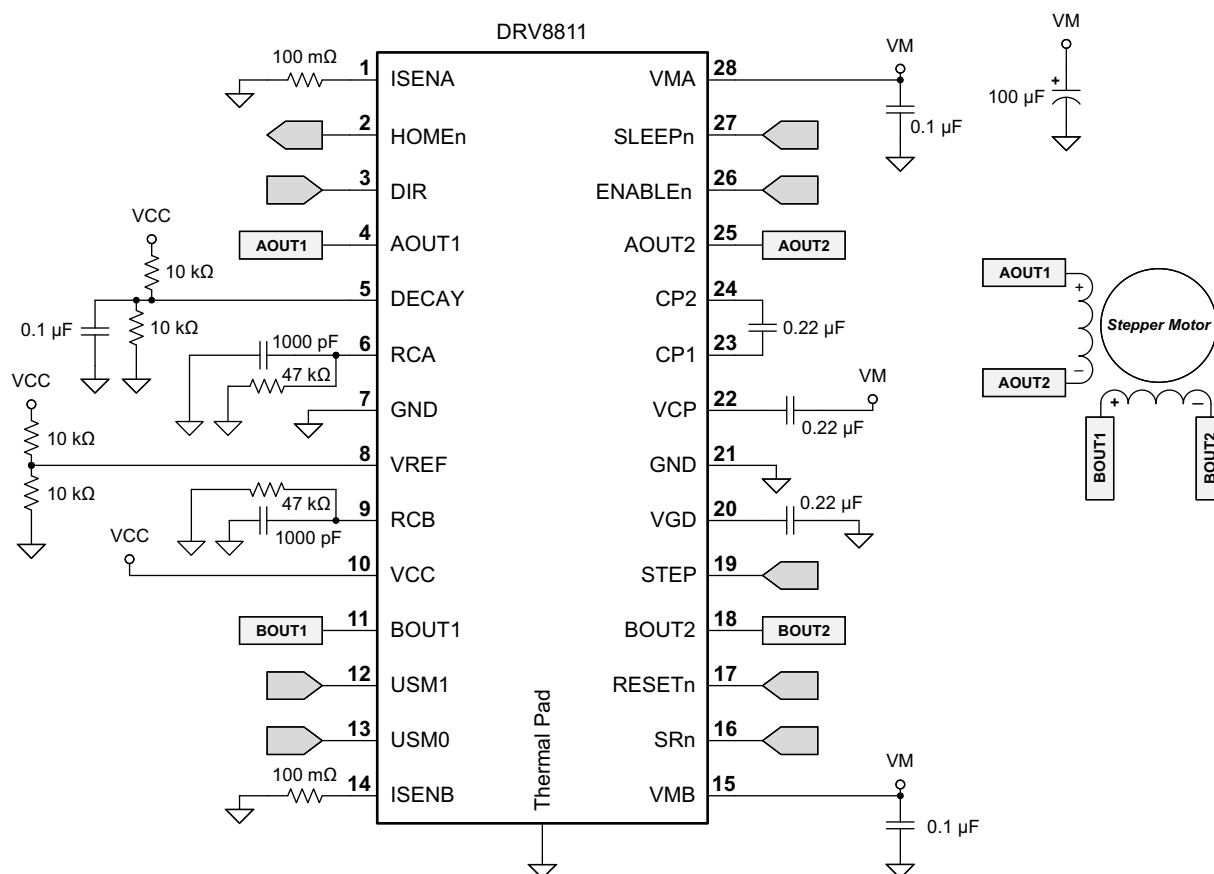 DRV8811
100 mΩ
1 ISENA
2 HOMEn
3 DIR
AOUT1 4 AOUT1
VCC
10 kΩ
5 DECAY
0.1 µF
10 kΩ
1000 pF
6 RCA
47 kΩ
7 GND
VCC
10 kΩ
8 VREF
10 kΩ
47 kΩ
9 RCB
1000 pF
VCC
10 VCC
BOUT1 11 BOUT1
12 USM1
13 USM0
100 mΩ
14 ISENB
Thermal Pad
VM
VMA 28
0.1 µF
SLEEPn 27
ENABLEn 26
AOUT2 25 AOUT2
CP2 24
0.22 µF
CP1 23
VM
VCP 22
0.22 µF
GND 21
0.22 µF
VGD 20
STEP 19
BOUT2 18 BOUT2
RESETn 17
SRn 16
VM
VMB 15
0.1 µF
VM
+
100 µF
AOUT1
+
Stepper Motor
AOUT2
–
+ –
BOUT1
BOUT2